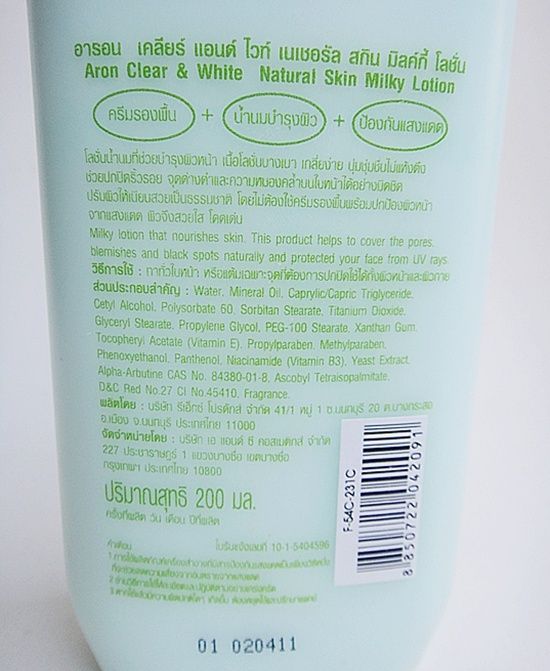 อารอน เคลียร์ แอนด์ ไวท์ เนเชอรัล สกิน มิลค์กี้ โลชั่น
Aron Clear & White Natural Skin Milky Lotion
ครีมรองพื้น + น้ำนมบำรุงผิว + ป้องกันแสงแดด
โลชั่นน้ำนมที่ช่วยบำรุงผิวหน้า เนื้อโลชั่นบางเบา เกลี่ยง่าย นุ่มชุ่มชื่นไม่แห้งตึง
ช่วยปกปิดริ้วรอย จุดด่างดำและความหมองคล้ำบนใบหน้าได้อย่างมิดชิด
ปรับผิวให้เนียนสวยเป็นธรรมชาติ โดยไม่ต้องใช้ครีมรองพื้นพร้อมปกป้องผิวหน้า
จากแสงแดด ผิวจึงสวยใส โดดเด่น
Milky lotion that nourishes skin. This product helps to cover the pores,
blemishes and black spots naturally and protected your face from UV rays.
วิธีการใช้ : ทาทั่วใบหน้า หรือแต้มเฉพาะจุดที่ต้องการปกปิดใช้ได้ทั้งผิวหน้าและผิวกาย
ส่วนประกอบสำคัญ : Water, Mineral Oil, Caprylic/Capric Triglyceride,
Cetyl Alcohol, Polysorbate 60, Sorbitan Stearate, Titanium Dioxide,
Glyceryl Stearate, Propylene Glycol, PEG-100 Stearate, Xanthan Gum,
Tocopheryl Acetate (Vitamin E), Propylparaben, Methylparaben,
Phenoxyethanol, Panthenol, Niacinamide (Vitamin B3), Yeast Extract,
Alpha-Arbutine CAS No. 84380-01-8, Ascobyl Tetraisopalmitate,
D&C Red No.27 CI No.45410, Fragrance.
ผลิตโดย : บริษัท รีเอ็กซ์ โปรดักส์ จำกัด 41/1 หมู่ 1 ซ.นนทบุรี 20 ต.บางกระสอ
อ.เมือง จ.นนทบุรี ประเทศไทย 11000
จัดจำหน่ายโดย : บริษัท เอ แอนด์ ซี คอสเมติกส์ จำกัด
227 ประชาราษฎร์ 1 แขวงบางซื่อ เขตบางซื่อ
กรุงเทพฯ ประเทศไทย 10800
ปริมาณสุทธิ 200 มล.
ครั้งที่ผลิต วัน เดือน ปีที่ผลิต
ใบรับแจ้งเลขที่ 10-1-5404596
คำเตือน
F-54C-231C
8 850722 042091
01 020411